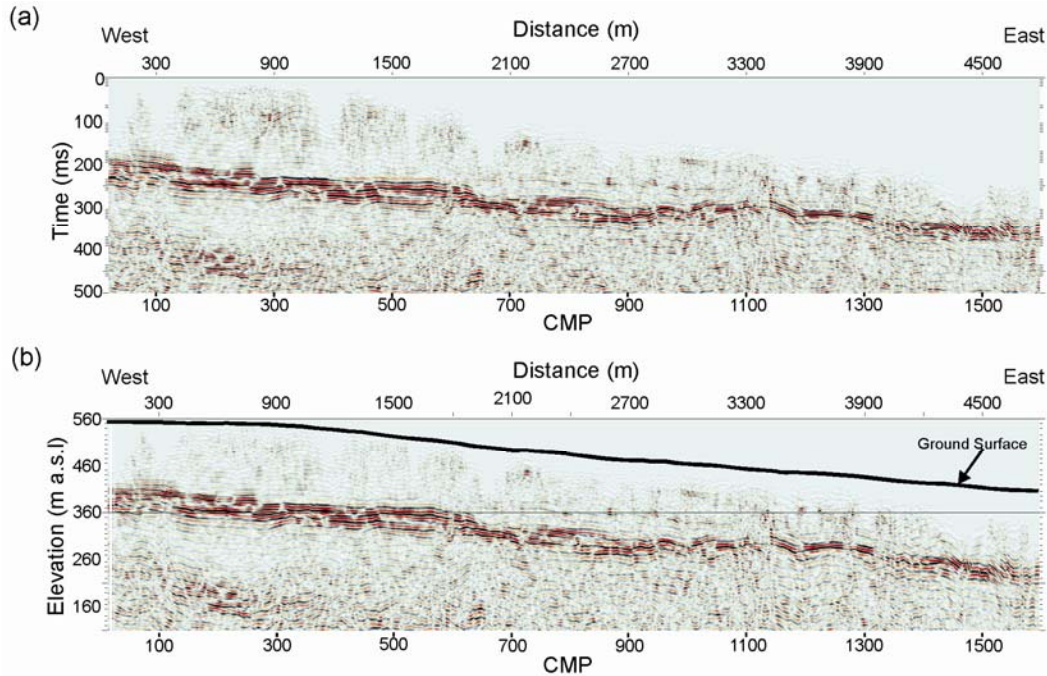 (a)
West Distance (m) East
300 900 1500 2100 2700 3300 3900 4500
0
100
200
300
400
500
Time (ms)
100 300 500 700 900 1100 1300 1500
CMP
(b)
West Distance (m) East
300 900 1500 2100 2700 3300 3900 4500
560
460
360
260
160
Elevation (m a.s.l)
Ground Surface
100 300 500 700 900 1100 1300 1500
CMP